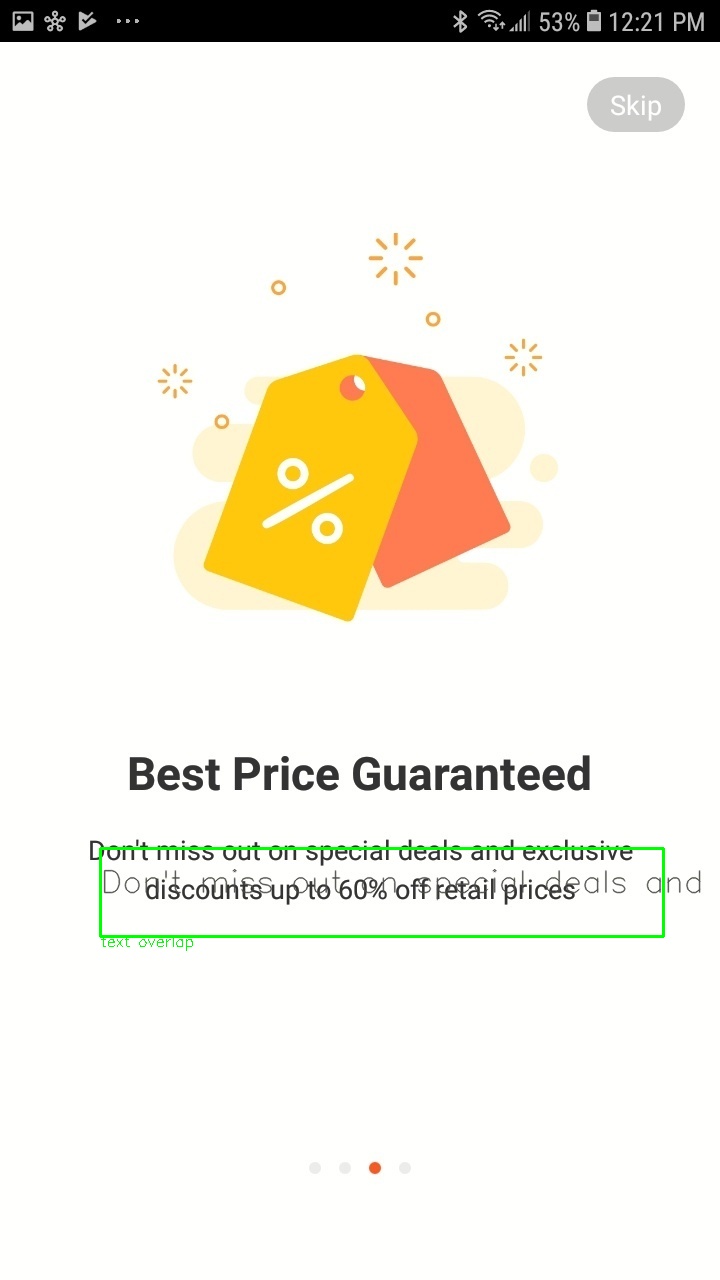 53% 12:21 PM
Skip
%
Best Price Guaranteed
Don't miss out on special deals and exclusive
Don't miss out on special deals and
discounts up to 60% off retail prices
text overlap